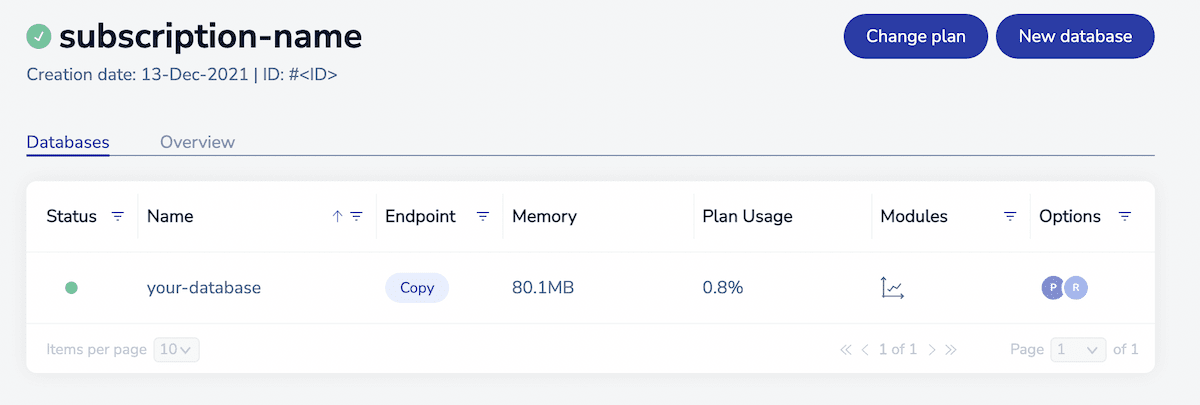 subscription-name
Change plan
New database
Creation date: 13-Dec-2021 | ID: #<ID>
Databases
Overview
Status Name Endpoint Memory Plan Usage Modules Options
your-database Copy 80.1MB 0.8% P R
Items per page 10 1 of 1 Page 1 of 1